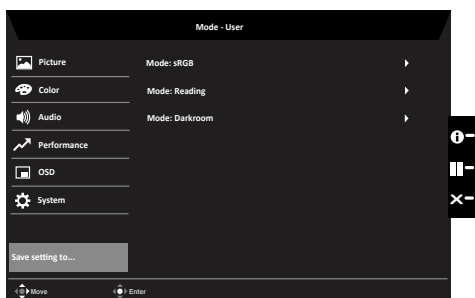 Mode - User
Picture
Color
Audio
Performance
OSD
System
Save setting to...
Mode: sRGB
Mode: Reading
Mode: Darkroom
Move
Enter